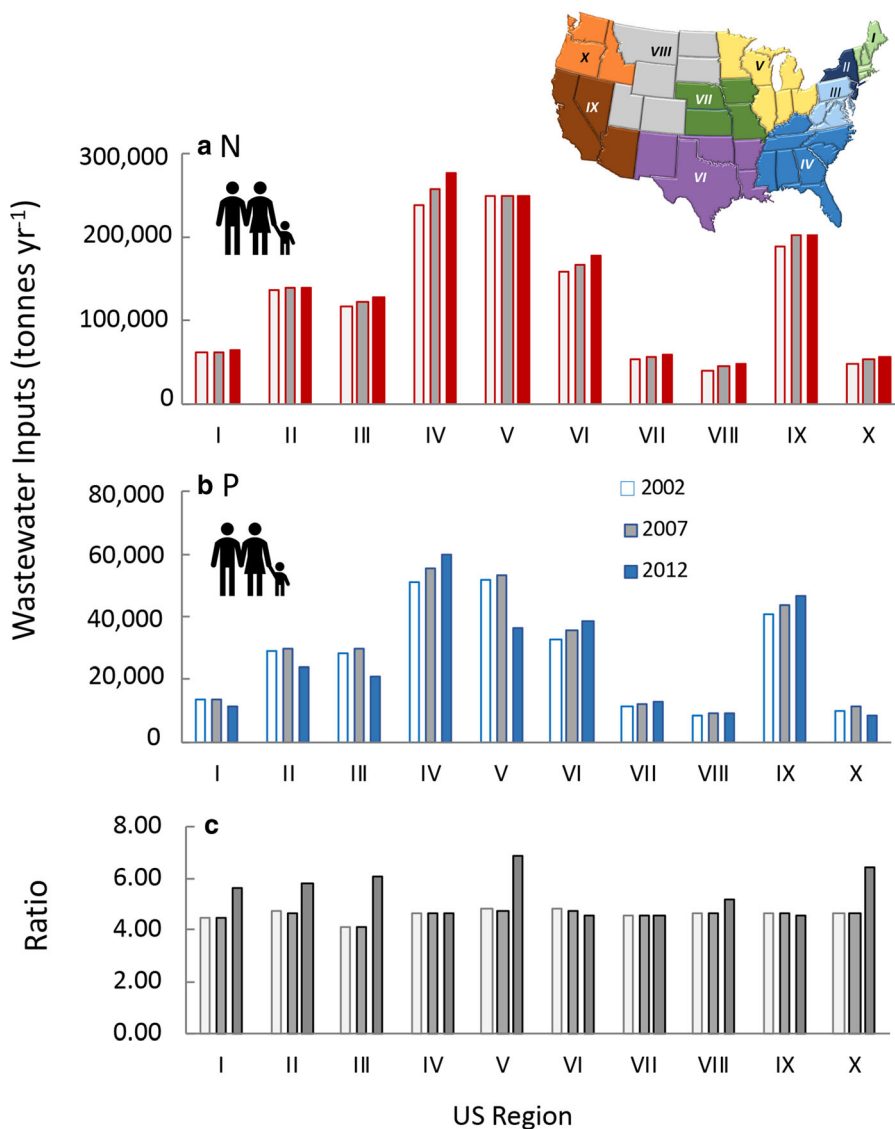 I
II
III
IV
V
VI
VII
VIII
IX
X
a N
Wastewater Inputs (tonnes yr⁻¹)
300,000
200,000
100,000
0
I II III IV V VI VII VIII IX X
b P
80,000
60,000
40,000
20,000
0
2002
2007
2012
I II III IV V VI VII VIII IX X
c
Ratio
8.00
6.00
4.00
2.00
0.00
I II III IV V VI VII VIII IX X
US Region